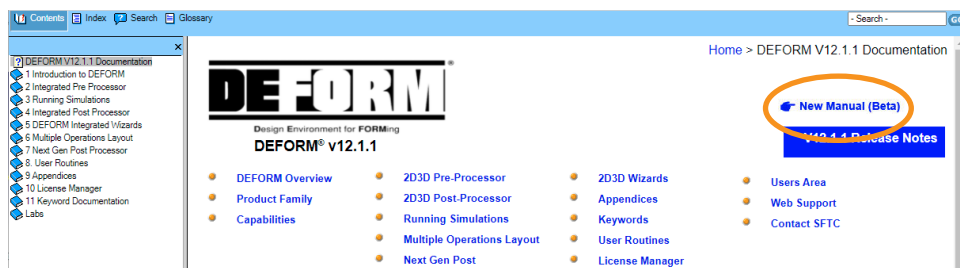 Contents Index Search Glossary
- Search -
GO
DEFORM V12.1.1 Documentation
1 Introduction to DEFORM
2 Integrated Pre Processor
3 Running Simulations
4 Integrated Post Processor
5 DEFORM Integrated Wizards
6 Multiple Operations Layout
7 Next Gen Post Processor
8. User Routines
9 Appendices
10 License Manager
11 Keyword Documentation
Labs
Home > DEFORM V12.1.1 Documentation
DEFORM®
Design Environment for FORMing
DEFORM® v12.1.1
New Manual (Beta)
V12.1.1 Release Notes
DEFORM Overview
Product Family
Capabilities
2D3D Pre-Processor
2D3D Post-Processor
Running Simulations
Multiple Operations Layout
Next Gen Post
2D3D Wizards
Appendices
Keywords
User Routines
License Manager
Users Area
Web Support
Contact SFTC